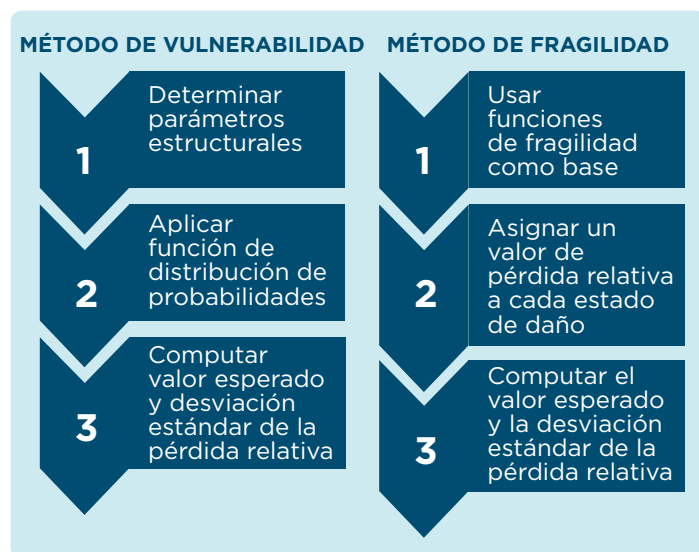 MÉTODO DE VULNERABILIDAD
1
Determinar
parámetros
estructurales
2
Aplicar
función de
distribución de
probabilidades
3
Computar
valor esperado
y desviación
estándar de la
pérdida relativa
MÉTODO DE FRAGILIDAD
1
Usar
funciones
de fragilidad
como base
2
Asignar un
valor de
pérdida relativa
a cada estado
de daño
3
Computar el
valor esperado
y la desviación
estándar de la
pérdida relativa